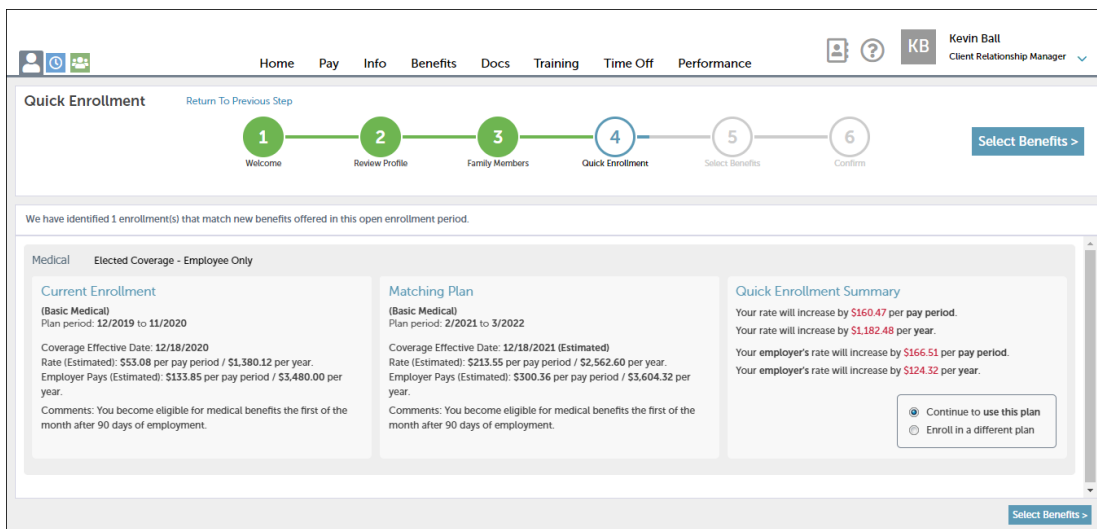 KB
Kevin Ball
Client Relationship Manager
Home Pay Info Benefits Docs Training Time Off Performance
Quick Enrollment
Return To Previous Step
1
2
3
4
5
6
Welcome
Review Profile
Family Members
Quick Enrollment
Select Benefits
Confirm
Select Benefits >
We have identified 1 enrollment(s) that match new benefits offered in this open enrollment period.
Medical Elected Coverage - Employee Only
Current Enrollment
(Basic Medical)
Plan period: 12/2019 to 11/2020
Coverage Effective Date: 12/18/2020
Rate (Estimated): $53.08 per pay period / $1,380.12 per year.
Employer Pays (Estimated): $133.85 per pay period / $3,480.00 per
year.
Comments: You become eligible for medical benefits the first of the
month after 90 days of employment.
Matching Plan
(Basic Medical)
Plan period: 2/2021 to 3/2022
Coverage Effective Date: 12/18/2021 (Estimated)
Rate (Estimated): $213.55 per pay period / $2,562.60 per year.
Employer Pays (Estimated): $300.36 per pay period / $3,604.32 per
year.
Comments: You become eligible for medical benefits the first of the
month after 90 days of employment.
Quick Enrollment Summary
Your rate will increase by $160.47 per pay period.
Your rate will increase by $1,182.48 per year.
Your employer's rate will increase by $166.51 per pay period.
Your employer's rate will increase by $124.32 per year.
Continue to use this plan
Enroll in a different plan
Select Benefits >